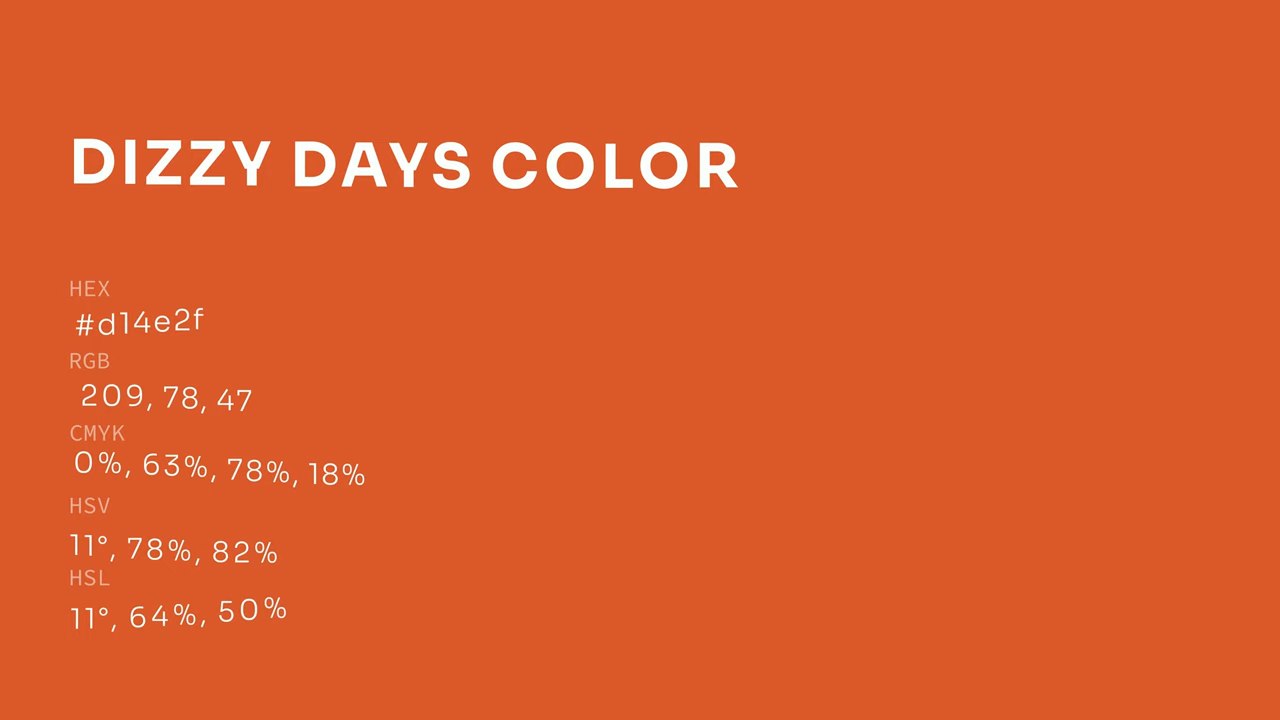 DIZZY DAYS COLOR
HEX
#d14e2f
RGB
209, 78, 47
CMYK
0%, 63%, 78%, 18%
HSV
11°, 78%, 82%
HSL
11°, 64%, 50%